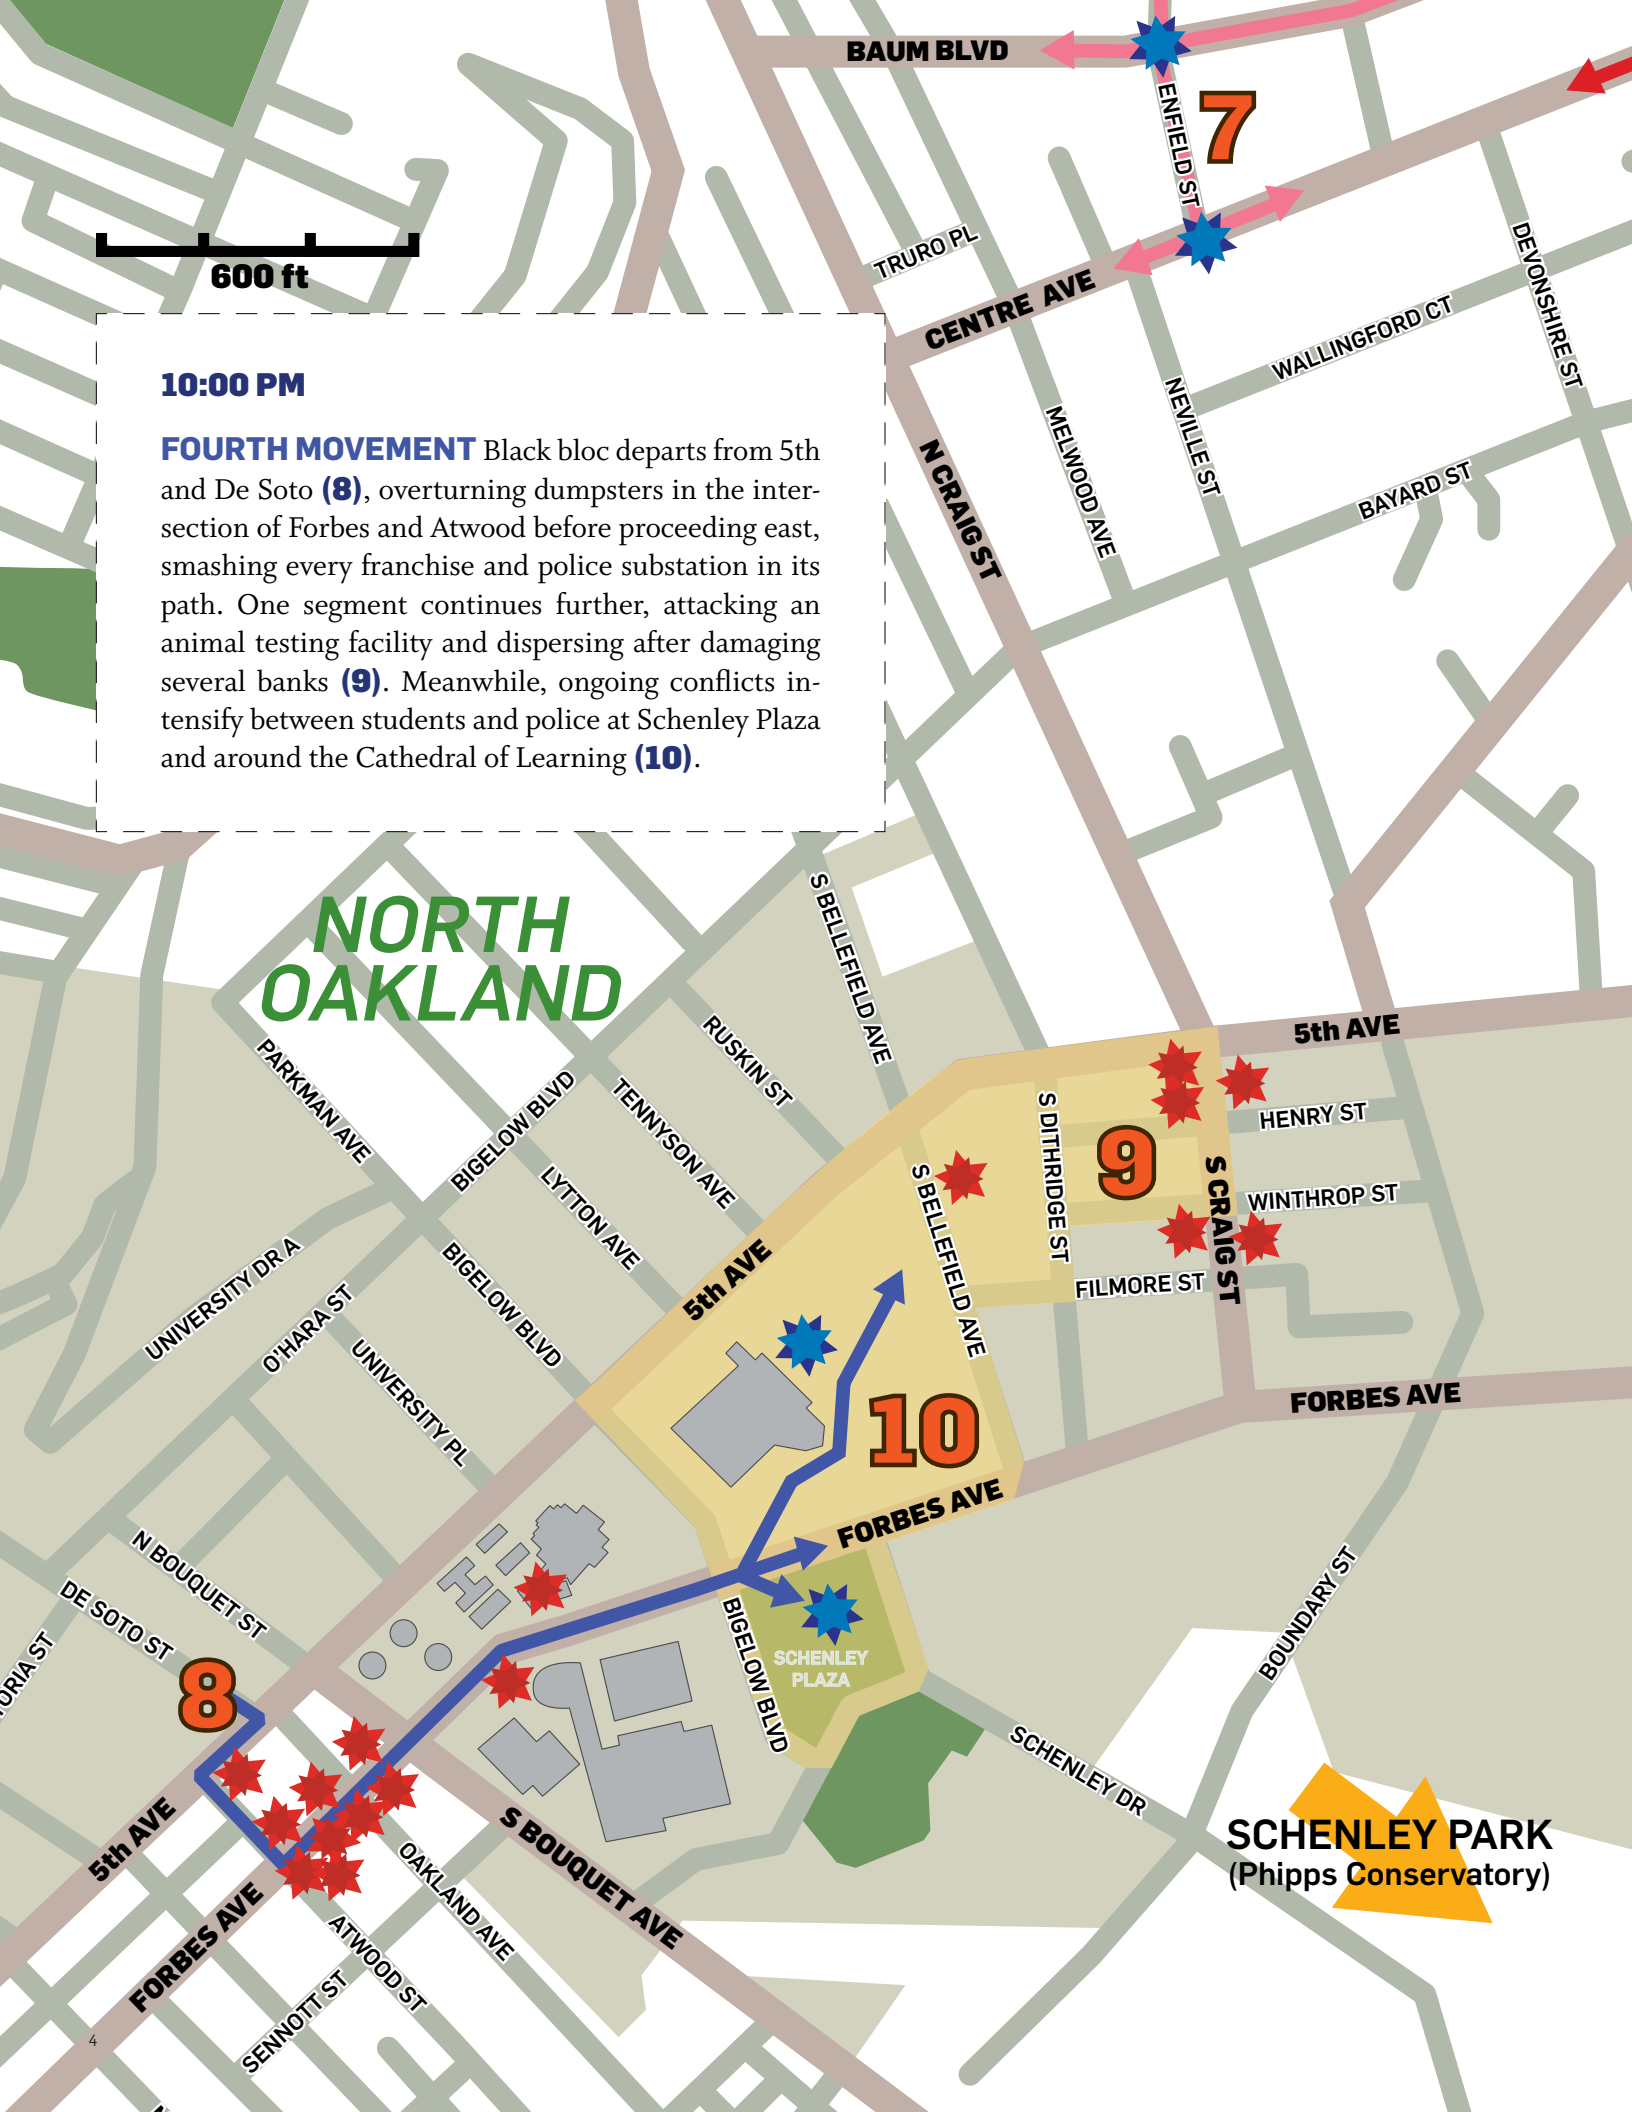 BAUM BLVD
ENFIELD ST
7
600 ft
TRURO PL
CENTRE AVE
DEVONSHIRE ST
WALLINGFORD CT
NEVILLE ST
MELWOOD AVE
N CRAIG ST
BAYARD ST
10:00 PM
FOURTH MOVEMENT Black bloc departs from 5th
and De Soto (8), overturning dumpsters in the inter-
section of Forbes and Atwood before proceeding east,
smashing every franchise and police substation in its
path. One segment continues further, attacking an
animal testing facility and dispersing after damaging
several banks (9). Meanwhile, ongoing conflicts in-
tensify between students and police at Schenley Plaza
and around the Cathedral of Learning (10).
NORTH
OAKLAND
S BELLEFIELD AVE
5th AVE
RUSKIN ST
PARKMAN AVE
BIGELOW BLVD
TENNYSON AVE
S DITHRIDGE ST
HENRY ST
9
S CRAIG ST
WINTHROP ST
LYTTON AVE
S BELLEFIELD AVE
UNIVERSITY DR A
BIGELOW BLVD
5th AVE
O'HARA ST
FILMORE ST
UNIVERSITY PL
10
FORBES AVE
FORBES AVE
N BOUQUET ST
DE SOTO ST
BIGELOW BLVD
BOUNDARY ST
SCHENLEY
PLAZA
ORIA ST
8
SCHENLEY DR
5th AVE
S BOUQUET AVE
OAKLAND AVE
SCHENLEY PARK
(Phipps Conservatory)
FORBES AVE
ATWOOD ST
SENNOTT ST
4